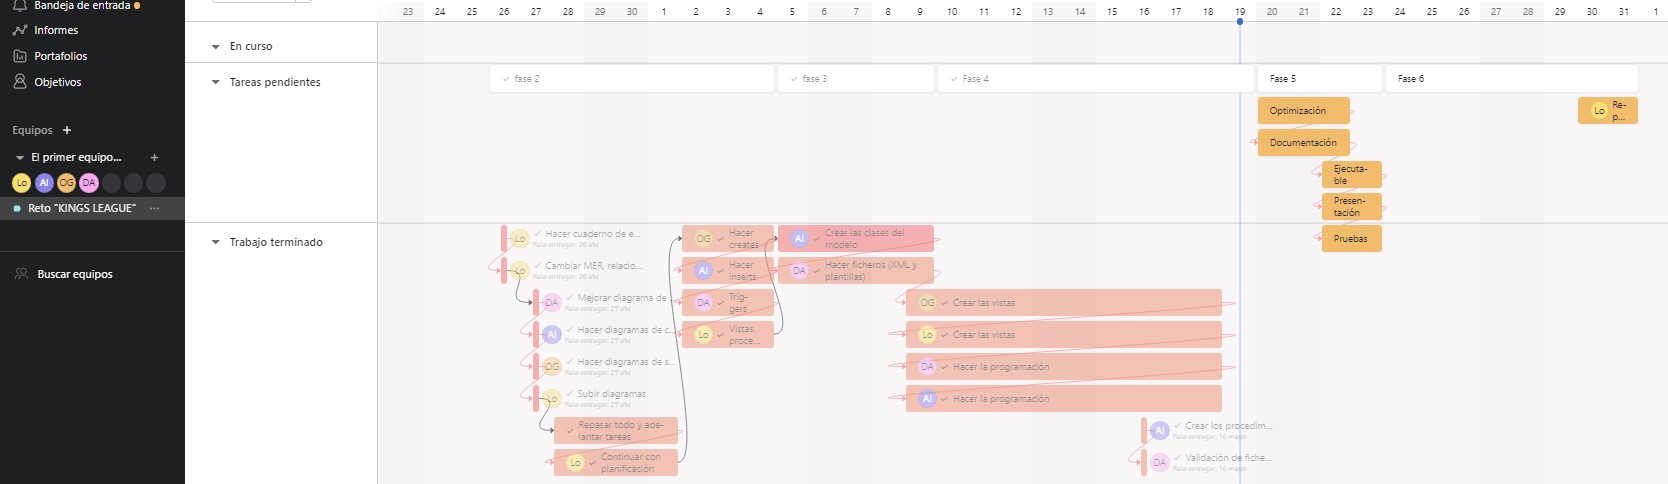 Bandeja de entrada
Informes
Portafolios
Objetivos
Equipos +
El primer equipo... +
Lo AI OG DA
Reto "KINGS LEAGUE" ...
Buscar equipos
23 24 25 26 27 28 29 30 1 2 3 4 5 6 7 8 9 10 11 12 13 14 15 16 17 18 19 20 21 22 23 24 25 26 27 28 29 30 31 1
En curso
Tareas pendientes
fase 2
fase 3
Fase 4
Fase 5
Fase 6
Optimización
Lo Re-
p...
Documentación
Ejecuta-
ble
Presen-
tación
Pruebas
Trabajo terminado
Lo Hacer cuaderno de e...
Para entregar: 26 abr
Lo Cambiar MER, relacio...
Para entregar: 26 abr
DA Mejorar diagrama de
Para entregar: 27 abr
AI Hacer diagramas de c...
Para entregar: 27 abr
OG Hacer diagramas de s...
Para entregar: 27 abr
Lo Subir diagramas
Para entregar: 27 abr
Repasar todo y ade-
lantar tareas
Lo Continuar con
planificación
OG Hacer
creates
AI Hacer
inserts
DA Trig-
gers
Lo Vistas,
proce...
AI Crear las clases del
modelo
DA Hacer ficheros (XML y
plantillas)
OG Crear las vistas
Lo Crear las vistas
DA Hacer la programación
AI Hacer la programación
AI Crear los procedim...
Para entregar: 16 mayo
DA Validación de fiche...
Para entregar: 16 mayo